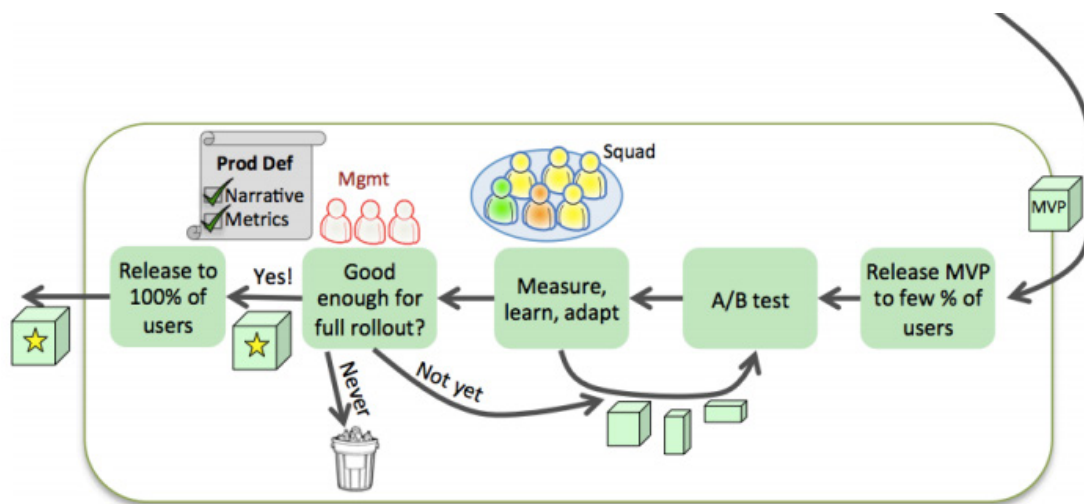 Prod Def
Narrative
Metrics
Mgmt
Squad
MVP
Release to
100% of
users
Yes!
Good
enough for
full rollout?
Measure,
learn, adapt
A/B test
Release MVP
to few % of
users
Never
Not yet